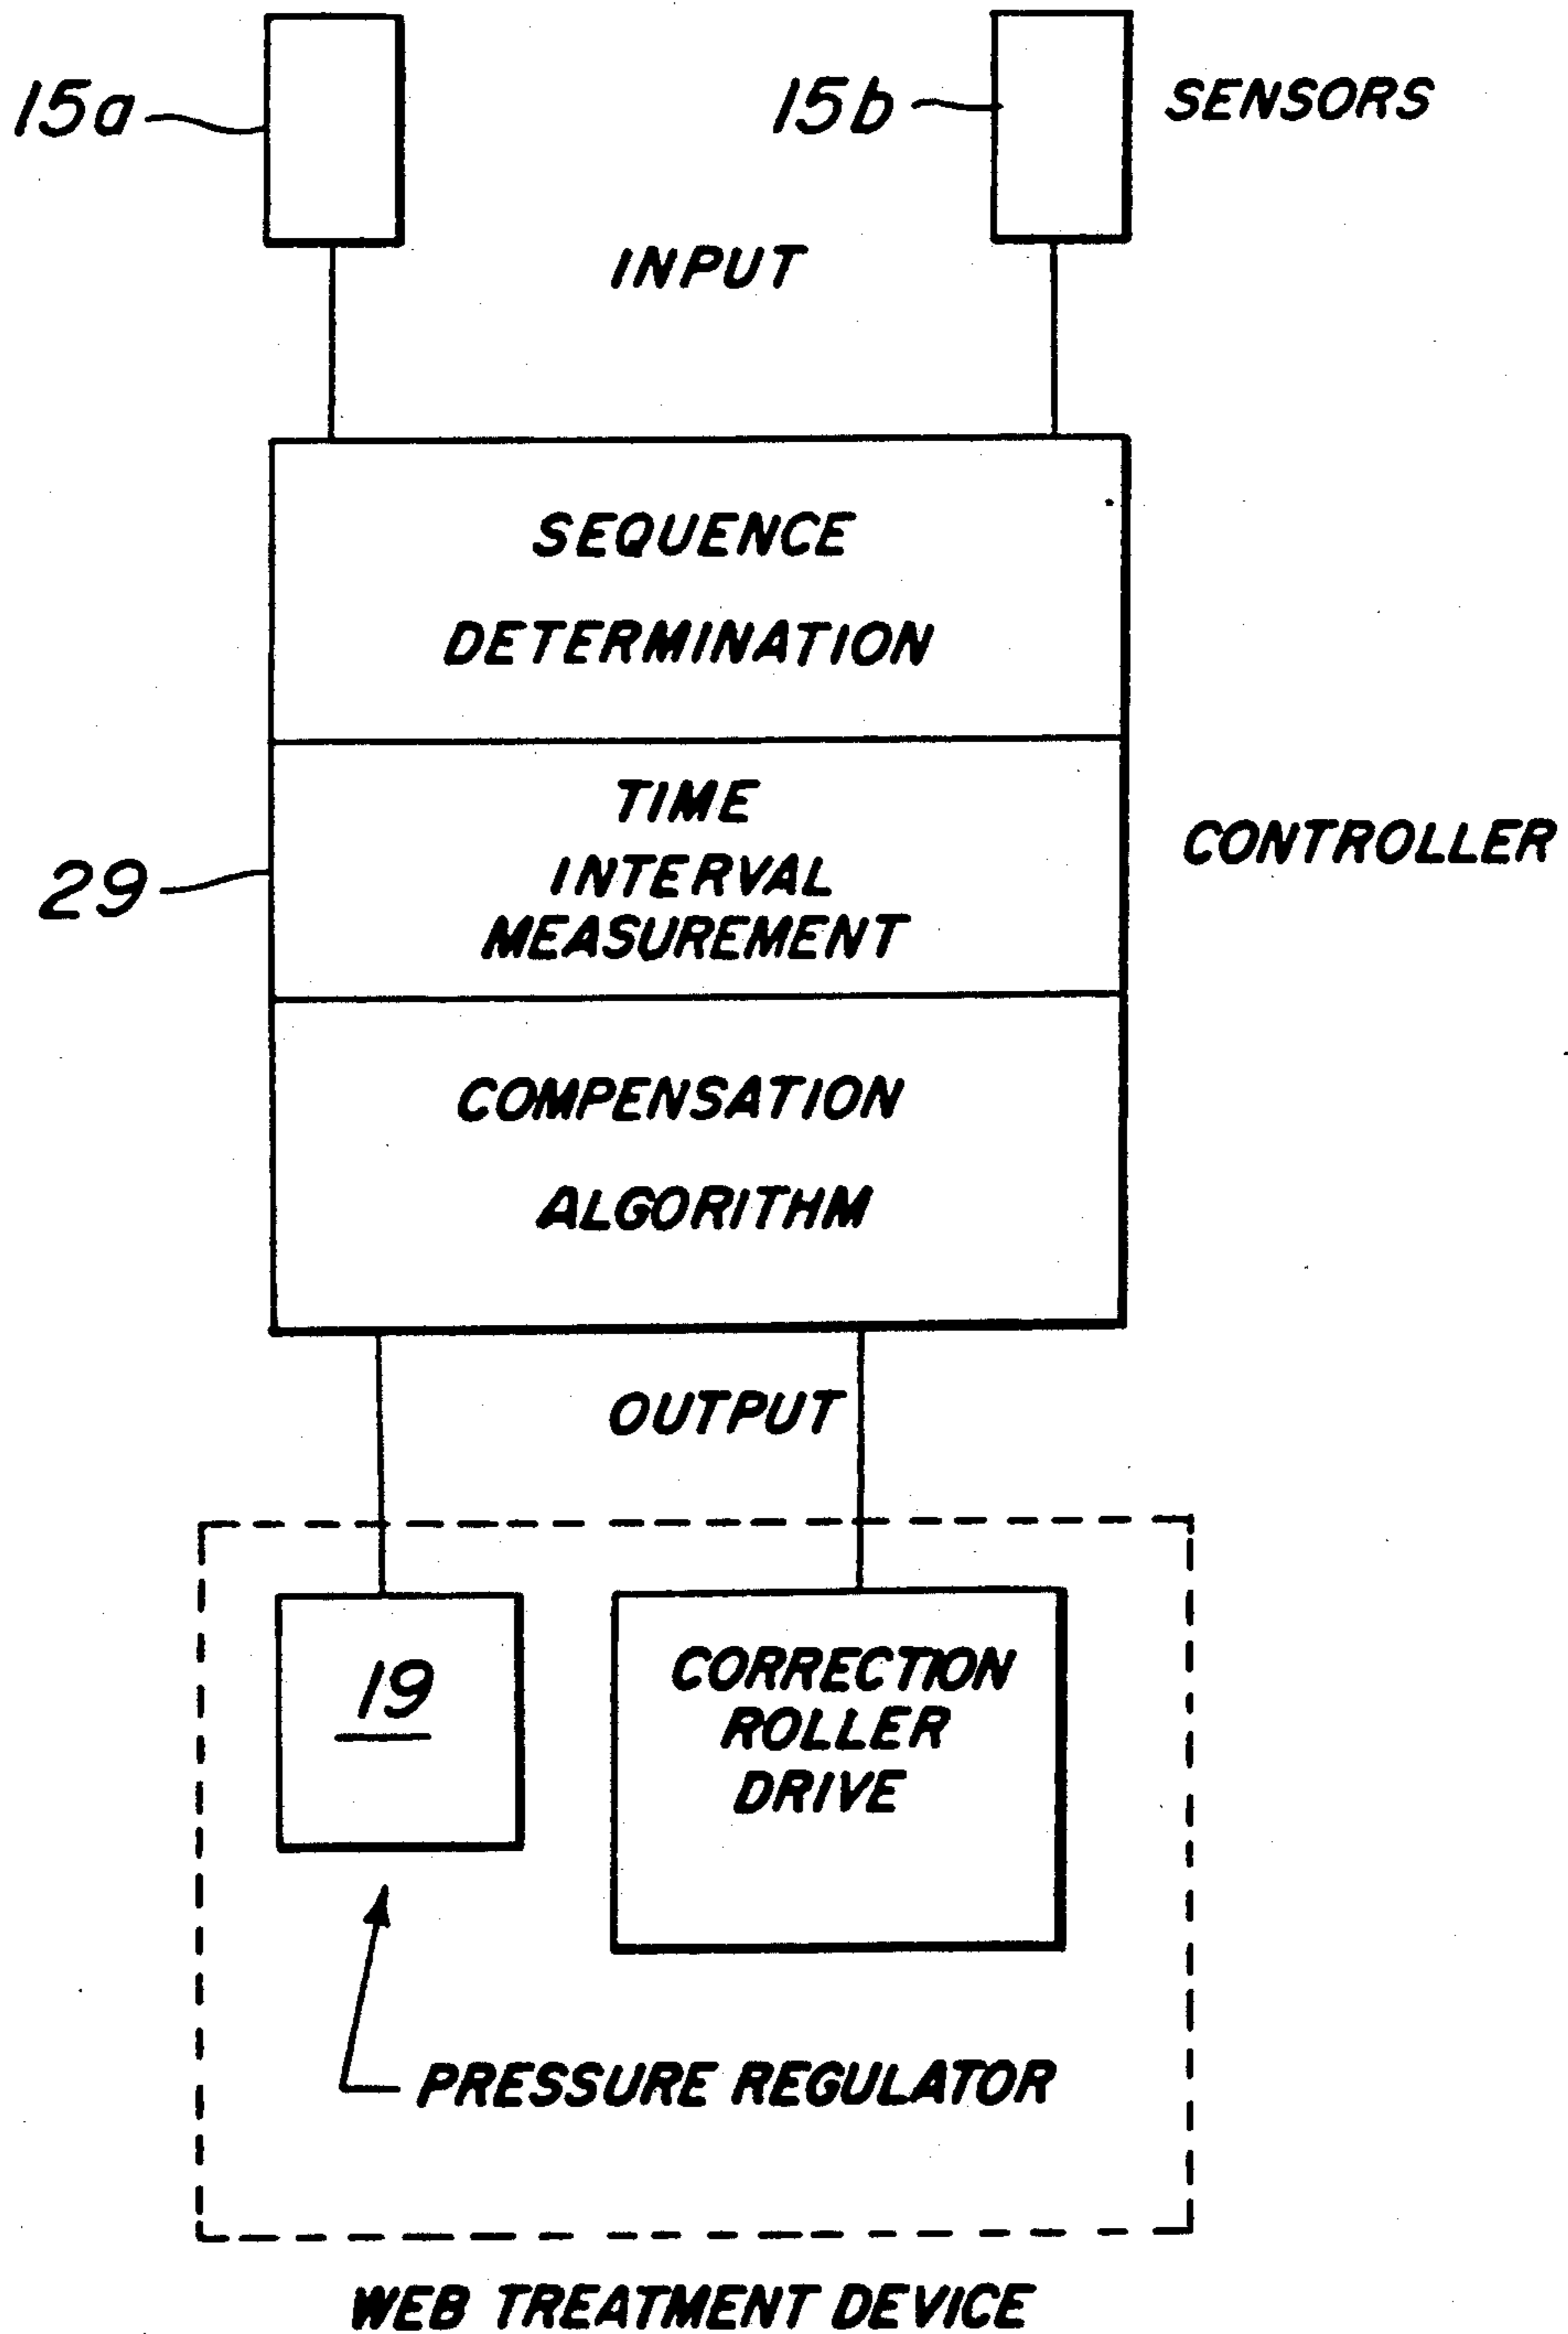 15a
15b
SENSORS
INPUT
SEQUENCE
DETERMINATION
TIME
INTERVAL
MEASUREMENT
29
CONTROLLER
COMPENSATION
ALGORITHM
OUTPUT
19
CORRECTION
ROLLER
DRIVE
PRESSURE REGULATOR
WEB TREATMENT DEVICE